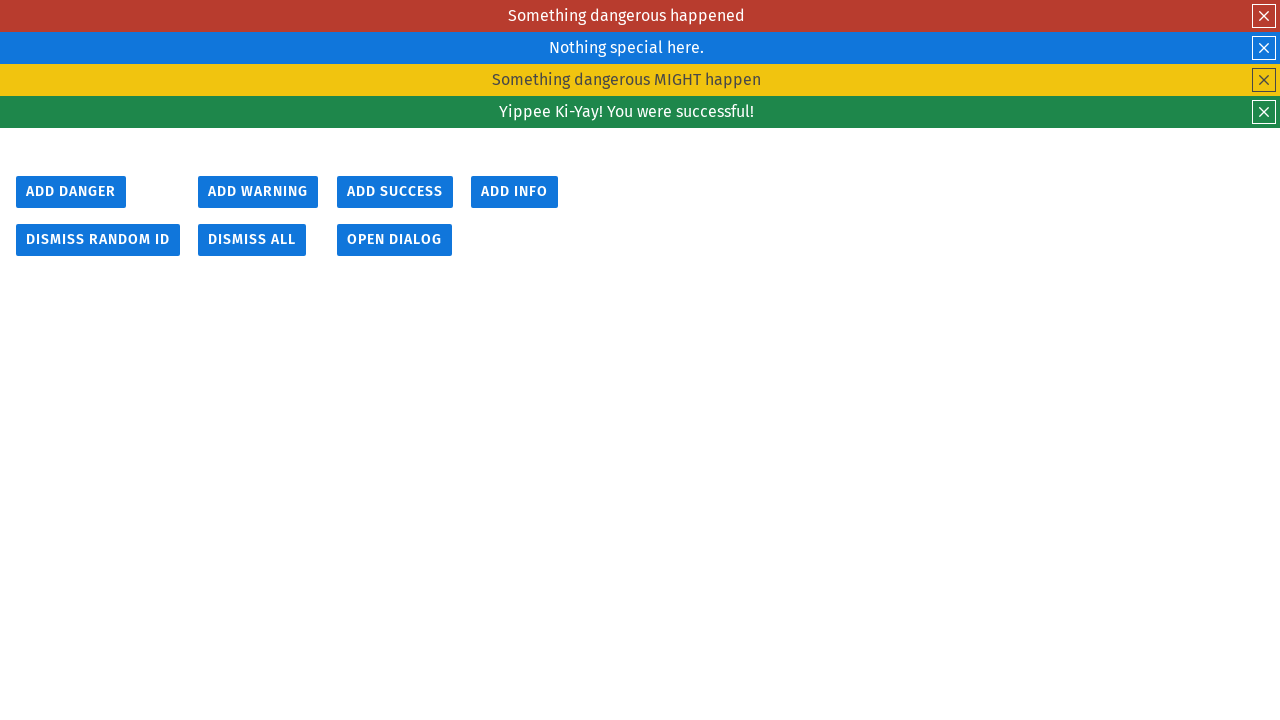 Something dangerous happened
Nothing special here.
Something dangerous MIGHT happen
Yippee Ki-Yay! You were successful!
ADD DANGER ADD WARNING ADD SUCCESS ADD INFO
DISMISS RANDOM ID DISMISS ALL OPEN DIALOG